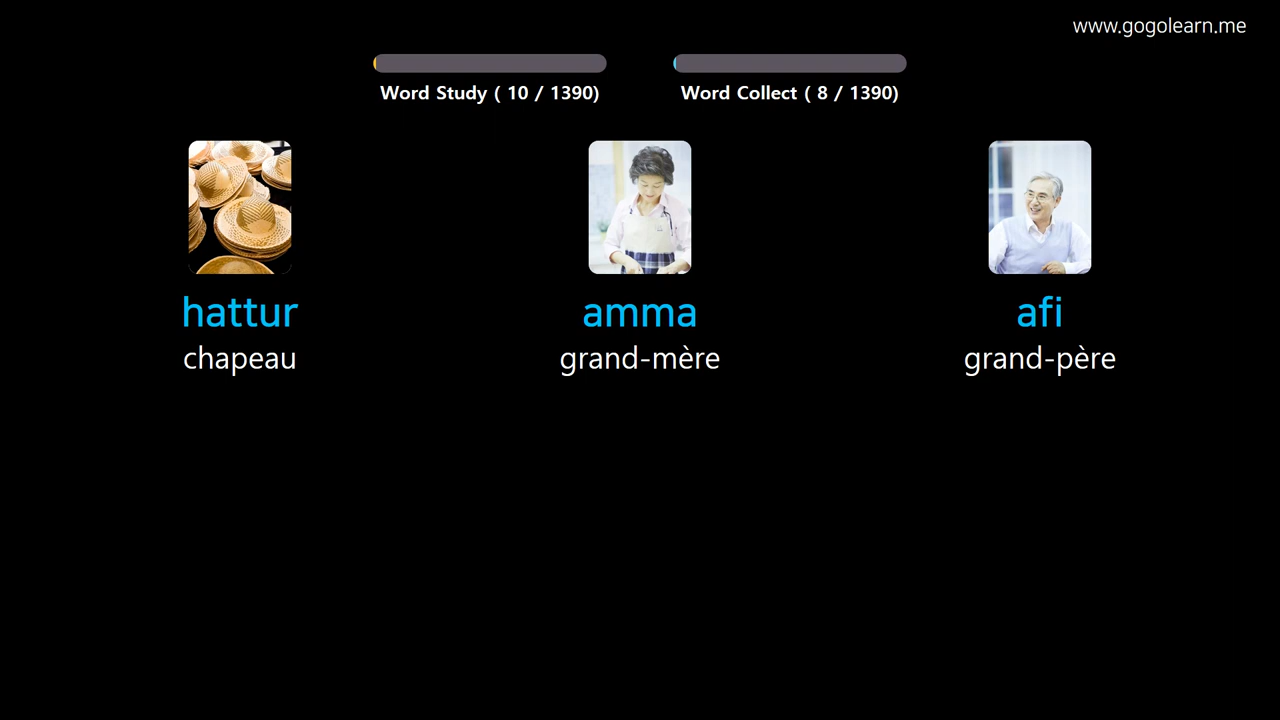 www.gogolearn.me
Word Study ( 10 / 1390)
Word Collect ( 8 / 1390)
hattur
chapeau
amma
grand-mère
afi
grand-père